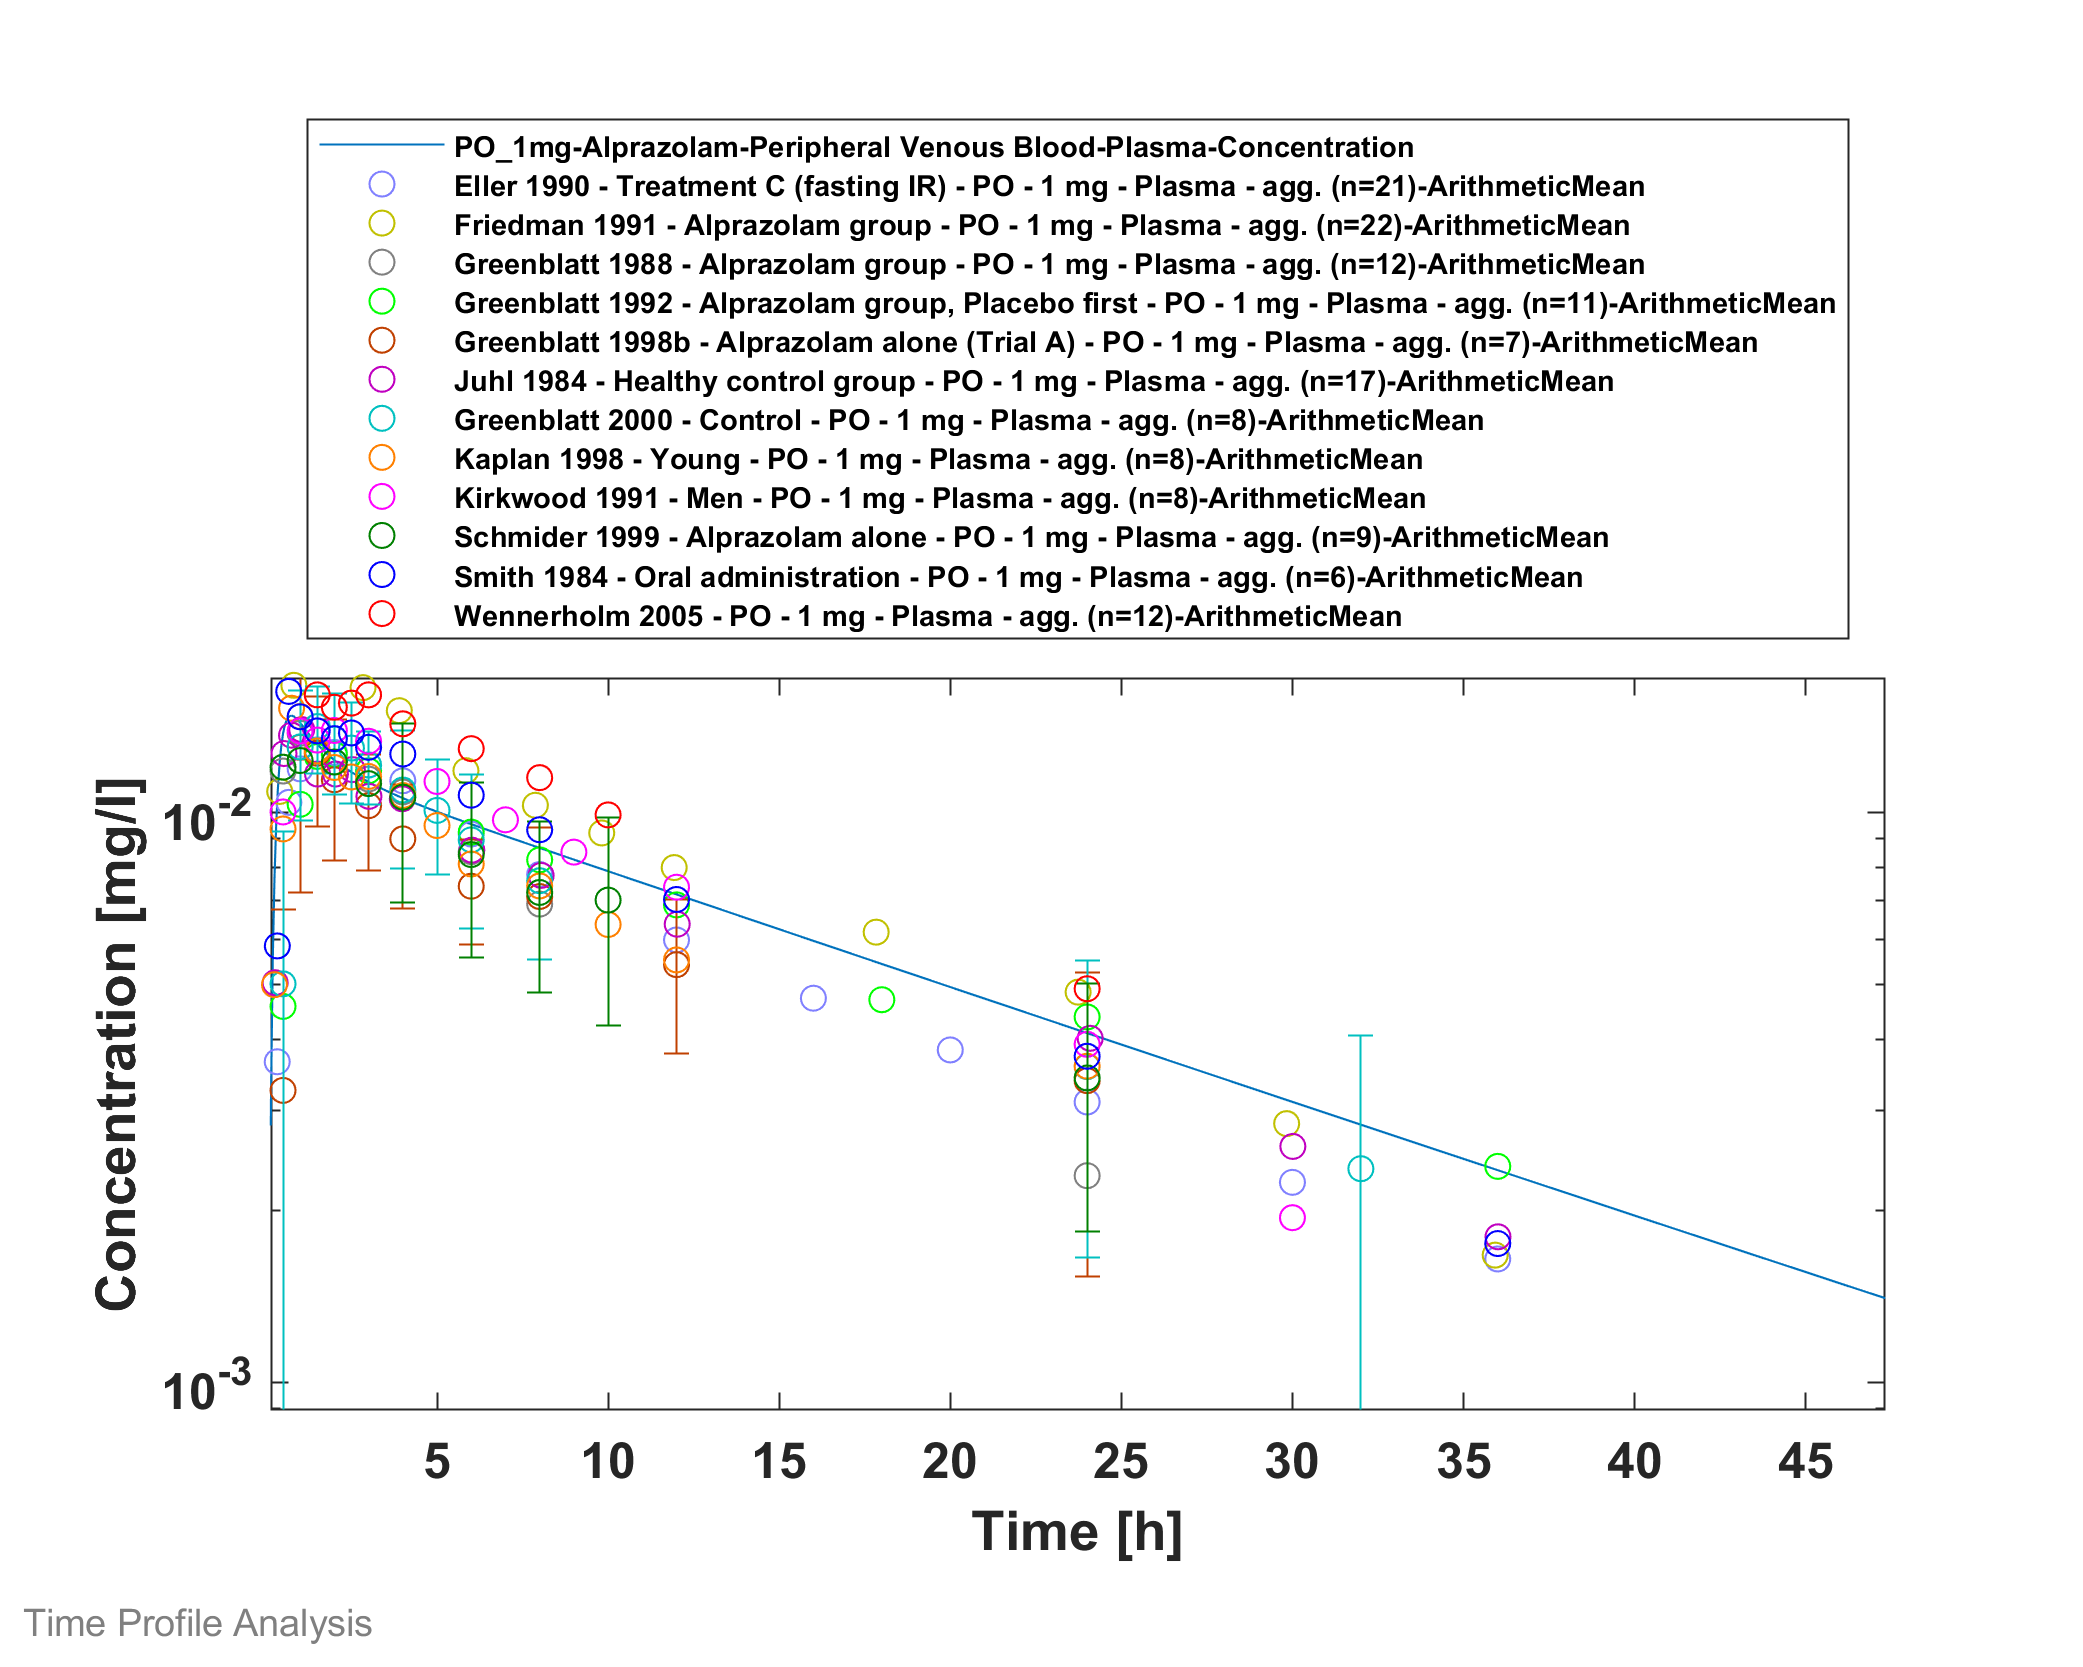 PO_1mg-Alprazolam-Peripheral Venous Blood-Plasma-Concentration
Eller 1990 - Treatment C (fasting IR) - PO - 1 mg - Plasma - agg. (n=21)-ArithmeticMean
Friedman 1991 - Alprazolam group - PO - 1 mg - Plasma - agg. (n=22)-ArithmeticMean
Greenblatt 1988 - Alprazolam group - PO - 1 mg - Plasma - agg. (n=12)-ArithmeticMean
Greenblatt 1992 - Alprazolam group, Placebo first - PO - 1 mg - Plasma - agg. (n=11)-ArithmeticMean
Greenblatt 1998b - Alprazolam alone (Trial A) - PO - 1 mg - Plasma - agg. (n=7)-ArithmeticMean
Juhl 1984 - Healthy control group - PO - 1 mg - Plasma - agg. (n=17)-ArithmeticMean
Greenblatt 2000 - Control - PO - 1 mg - Plasma - agg. (n=8)-ArithmeticMean
Kaplan 1998 - Young - PO - 1 mg - Plasma - agg. (n=8)-ArithmeticMean
Kirkwood 1991 - Men - PO - 1 mg - Plasma - agg. (n=8)-ArithmeticMean
Schmider 1999 - Alprazolam alone - PO - 1 mg - Plasma - agg. (n=9)-ArithmeticMean
Smith 1984 - Oral administration - PO - 1 mg - Plasma - agg. (n=6)-ArithmeticMean
Wennerholm 2005 - PO - 1 mg - Plasma - agg. (n=12)-ArithmeticMean
Concentration [mg/l]
10-2
10-3
5 10 15 20 25 30 35 40 45
Time [h]
Time Profile Analysis